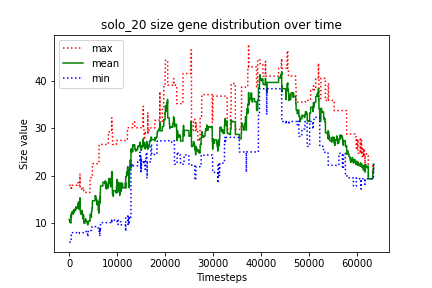 solo_20 size gene distribution over time
max
mean
min
Size value
40
30
20
10
0
10000
20000
30000
40000
50000
60000
Timesteps